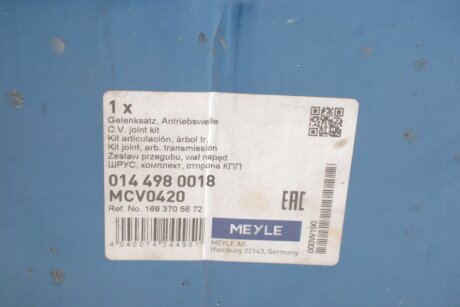 1 x
Gelenksatz, Antriebswelle
C.V. joint kit
Kit articulación, árbol tr.
Kit joint, arb. transmission
Zestaw przegubu, wał napęd.
ШРУС, комплект, сторона КПП
014 498 0018
MCV0420
Ref. No. 169 370 56 72
EAC
MEYLE
MEYLE AG
Hamburg 22143, Germany
000W190